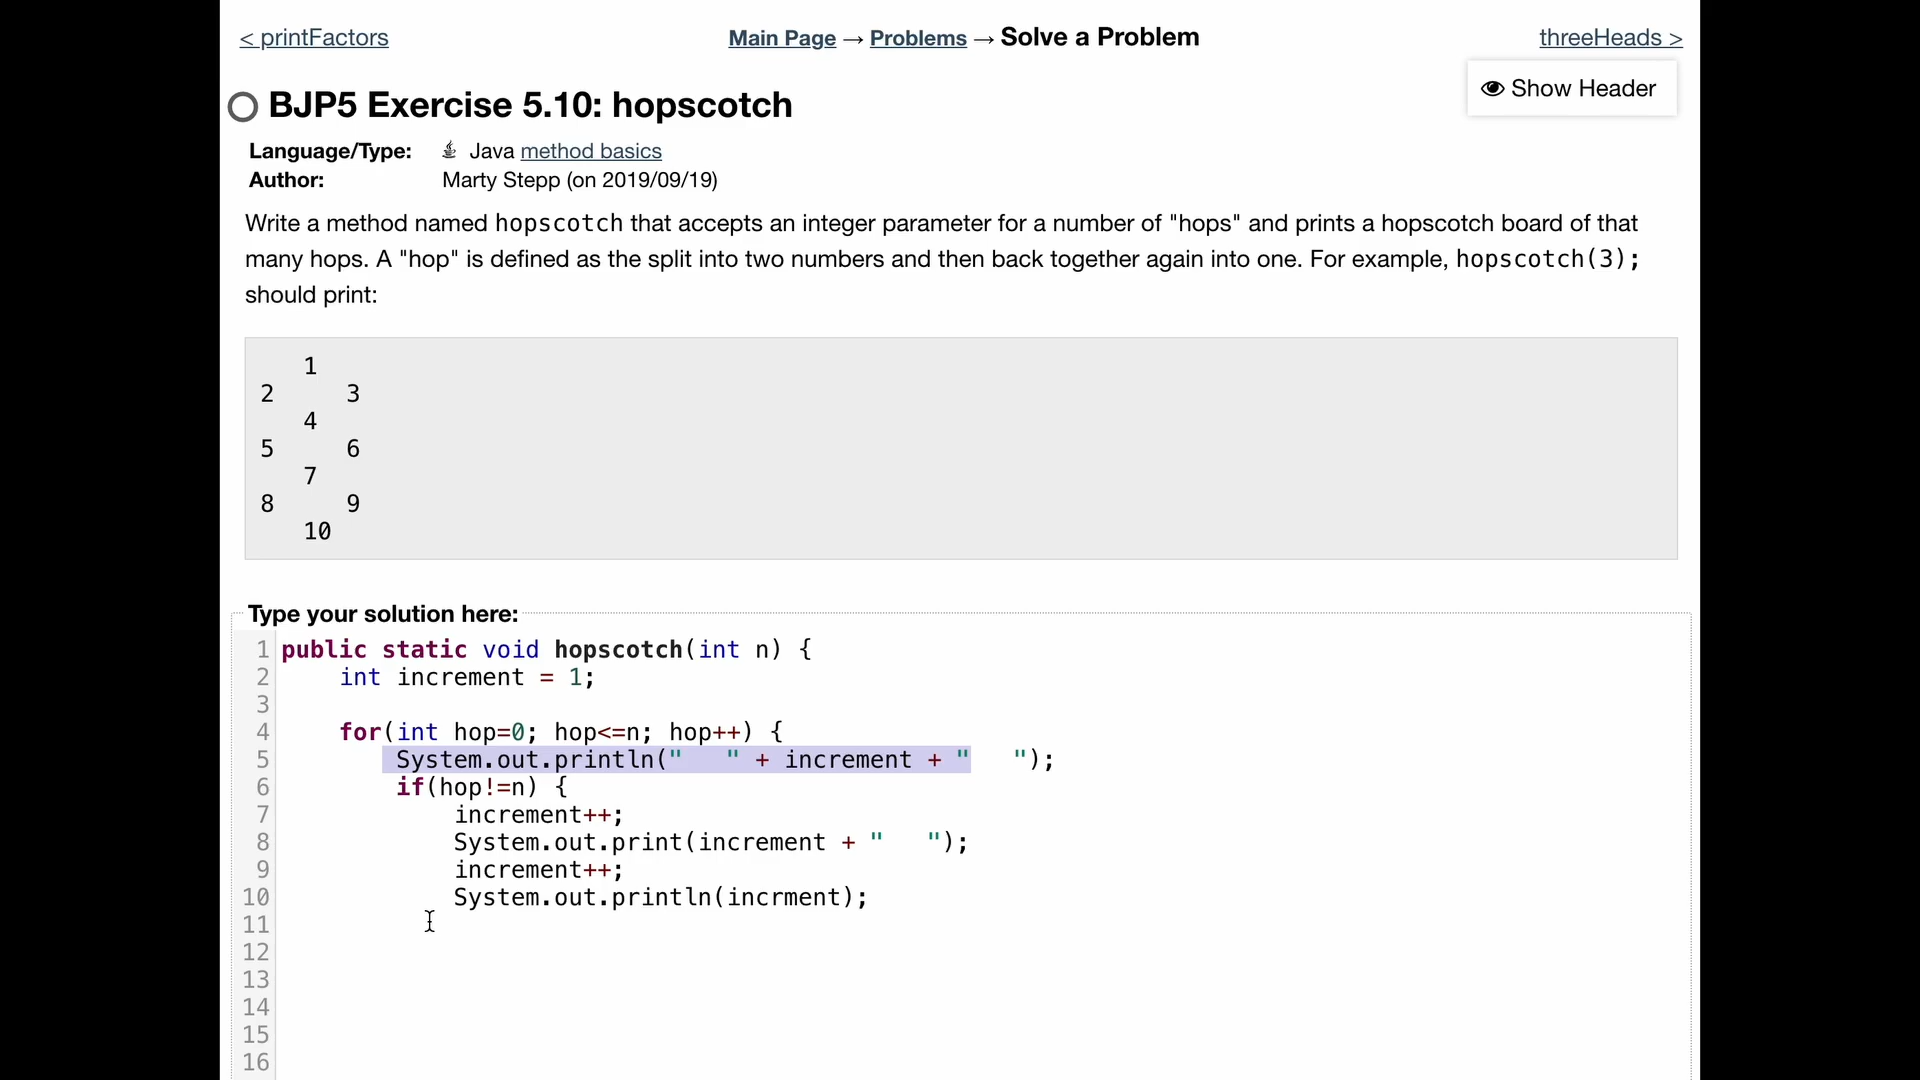 < printFactors
Main Page → Problems → Solve a Problem
threeHeads >
Show Header
BJP5 Exercise 5.10: hopscotch
Language/Type: Java method basics
Author: Marty Stepp (on 2019/09/19)
Write a method named hopscotch that accepts an integer parameter for a number of "hops" and prints a hopscotch board of that
many hops. A "hop" is defined as the split into two numbers and then back together again into one. For example, hopscotch(3);
should print:
   1
2     3
   4
5     6
   7
8     9
   10
Type your solution here:
1 public static void hopscotch(int n) {
2     int increment = 1;
3
4     for(int hop=0; hop<=n; hop++) {
5         System.out.println("   " + increment + "   ");
6         if(hop!=n) {
7             increment++;
8             System.out.print(increment + "   ");
9             increment++;
10             System.out.println(incrment);
11
12
13
14
15
16